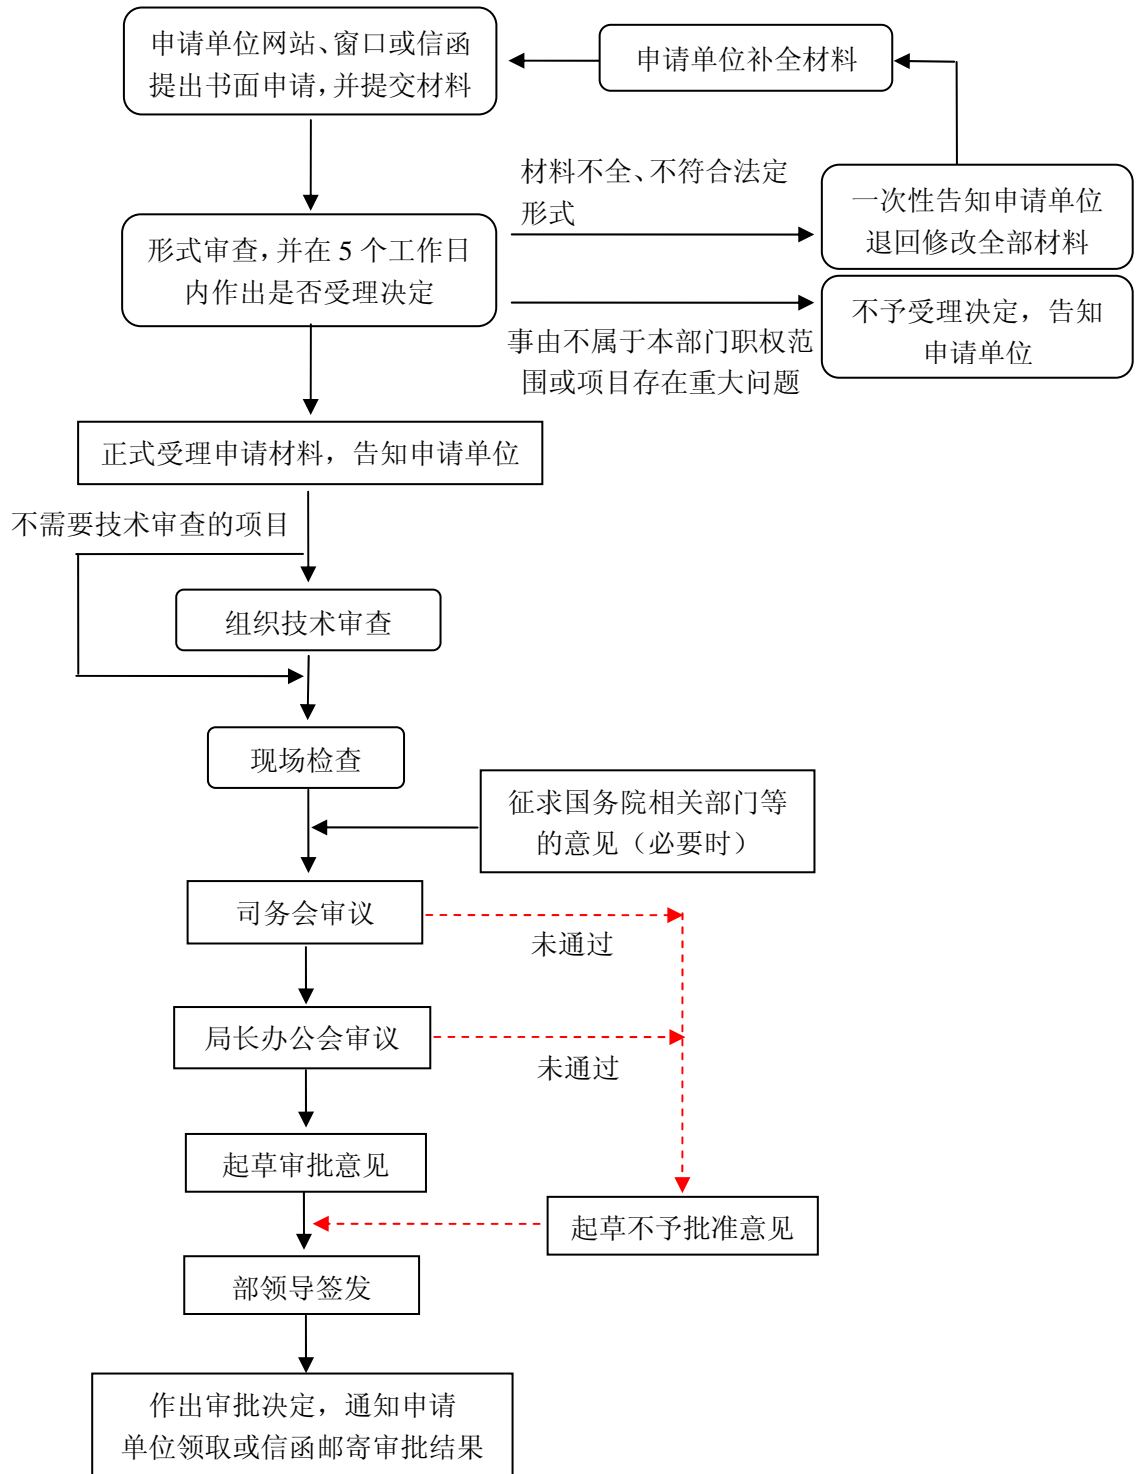 申请单位网站、窗口或信函
提出书面申请，并提交材料
申请单位补全材料
材料不全、不符合法定
形式
一次性告知申请单位
退回修改全部材料
形式审查，并在 5 个工作日
内作出是否受理决定
不予受理决定，告知
申请单位
事由不属于本部门职权范
围或项目存在重大问题
正式受理申请材料，告知申请单位
不需要技术审查的项目
组织技术审查
现场检查
征求国务院相关部门等
的意见（必要时）
司务会审议
未通过
局长办公会审议
未通过
起草审批意见
起草不予批准意见
部领导签发
作出审批决定，通知申请
单位领取或信函邮寄审批结果